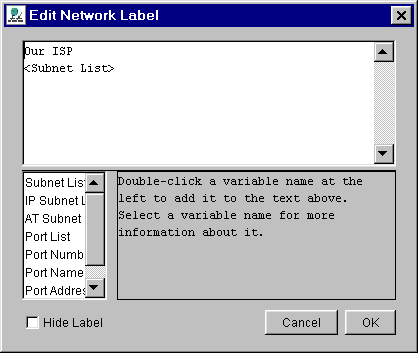 Edit Network Label
Our ISP
<Subnet List>
Subnet Lis
IP Subnet L
AT Subnet
Port List
Port Numb
Port Name
Port Addres
Double-click a variable name at the
left to add it to the text above.
Select a variable name for more
information about it.
Hide Label
Cancel
OK